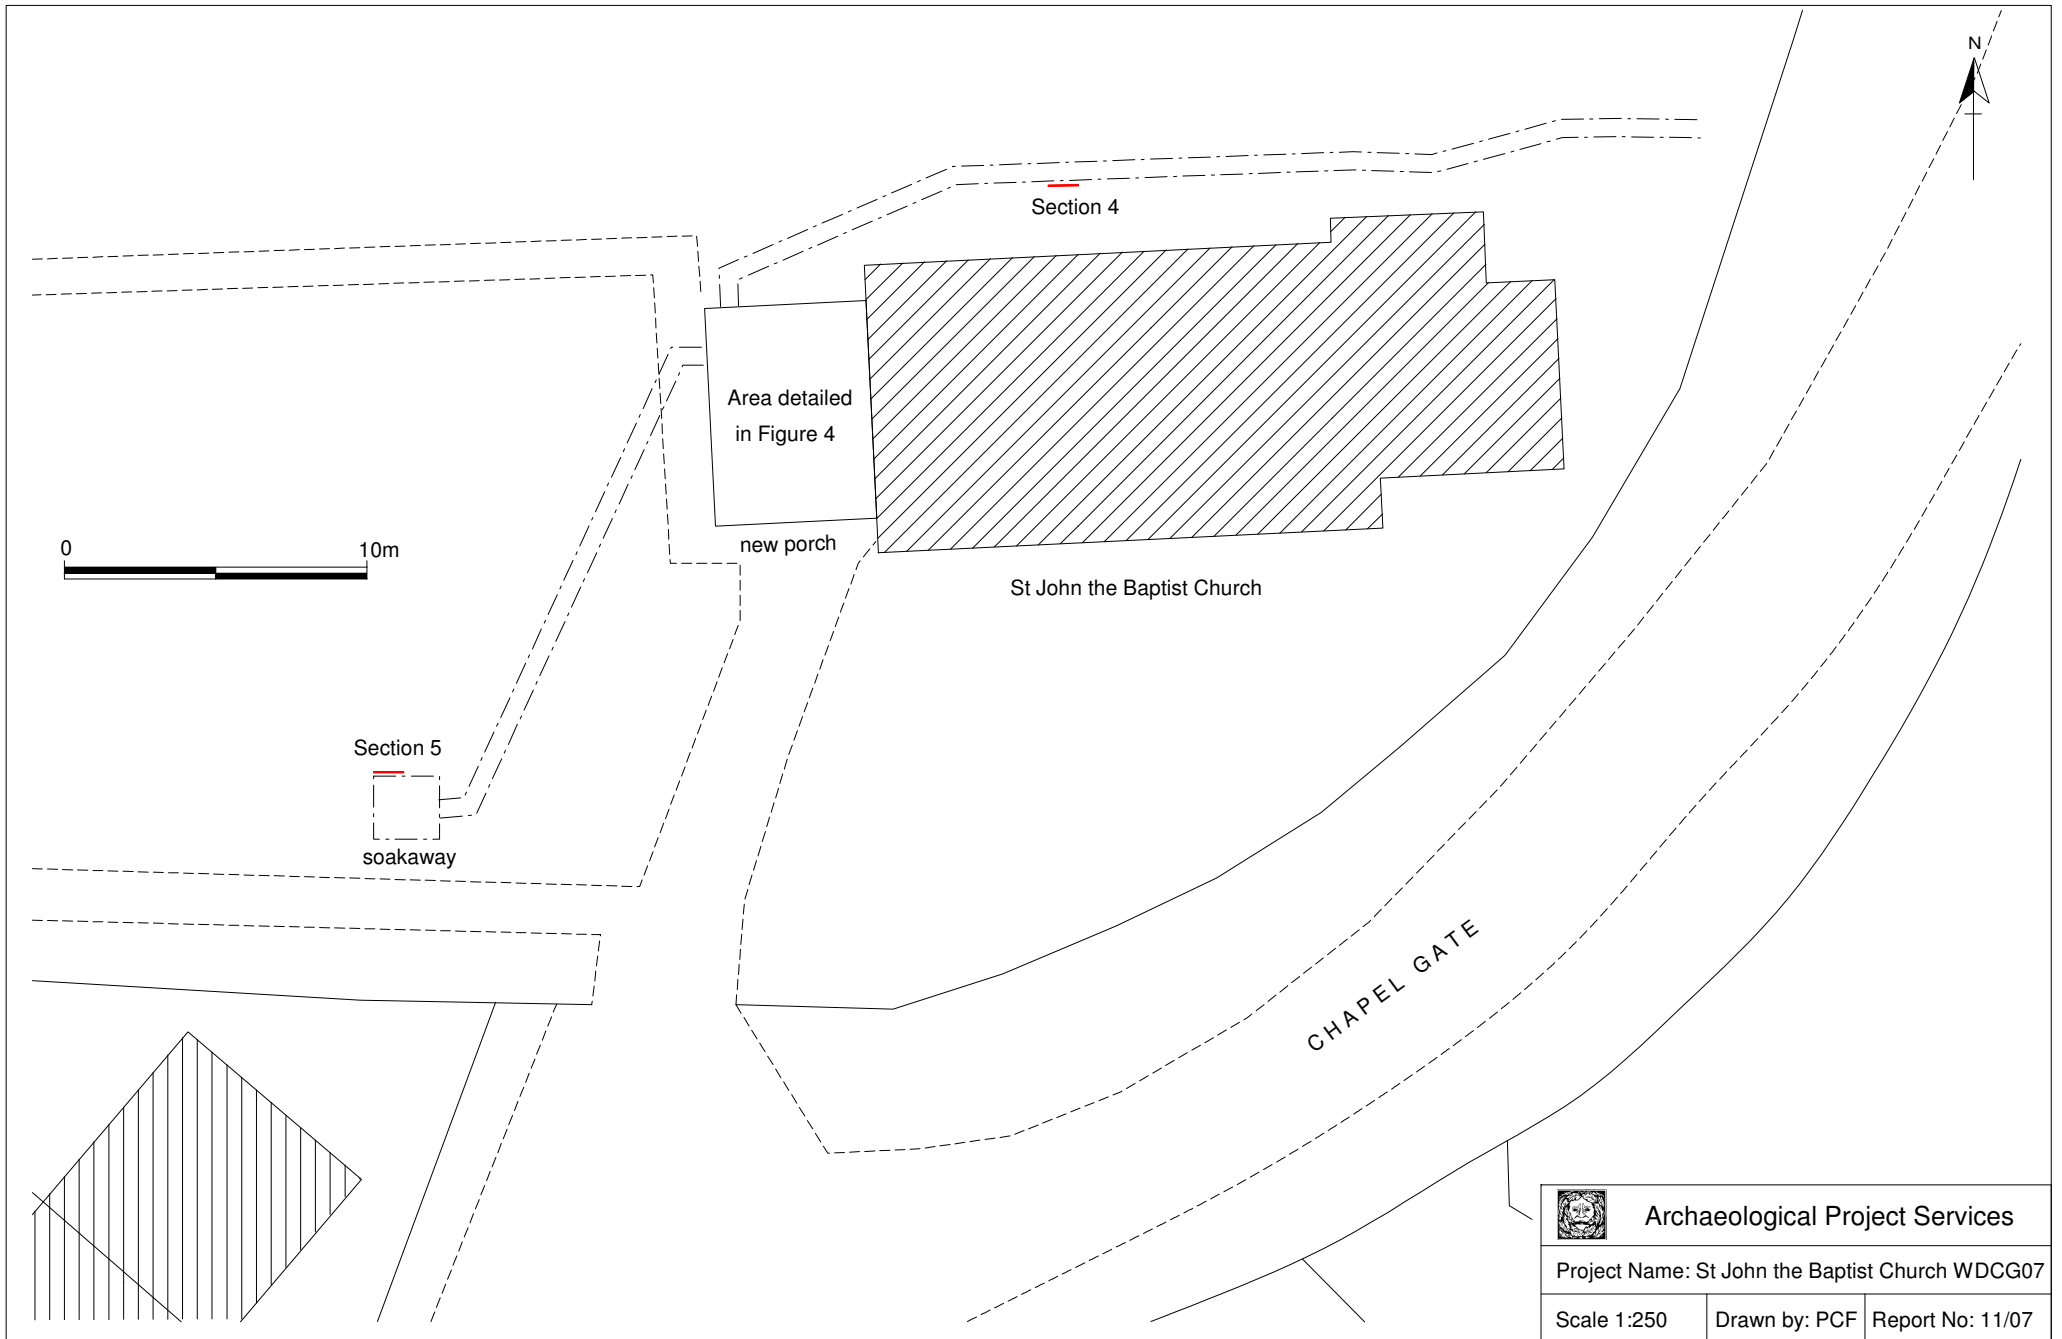 N
Section 4
Area detailed
in Figure 4
0 10m
new porch
St John the Baptist Church
Section 5
soakaway
CHAPEL GATE
Archaeological Project Services
Project Name: St John the Baptist Church WDCG07
Scale 1:250 Drawn by: PCF Report No: 11/07